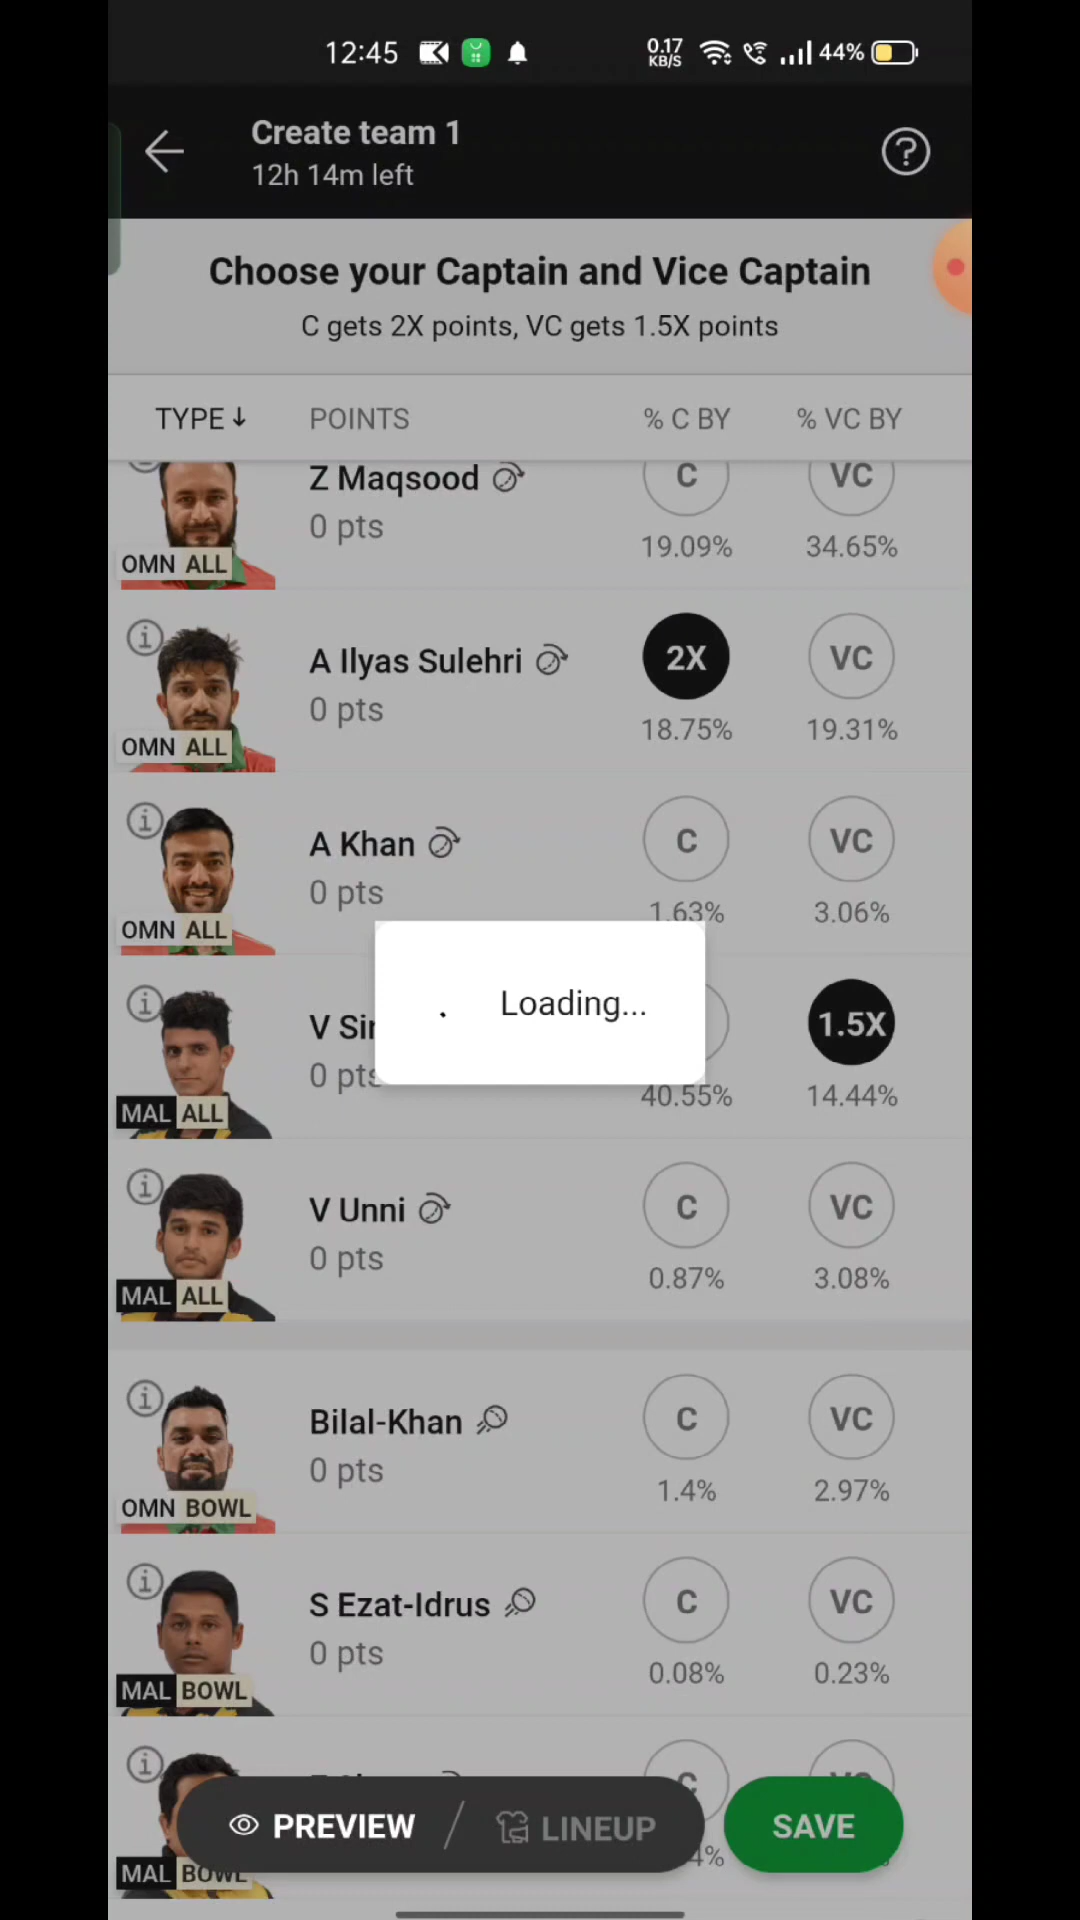 12:45 0.17 KB/S 44%
Create team 1
12h 14m left
Choose your Captain and Vice Captain
C gets 2X points, VC gets 1.5X points
TYPE↓ POINTS % C BY % VC BY
Z Maqsood C VC
0 pts
19.09% 34.65%
OMN ALL
A Ilyas Sulehri 2X VC
0 pts
18.75% 19.31%
OMN ALL
A Khan C VC
0 pts
1.63% 3.06%
OMN ALL
Loading...
V 1.5X
0 pts
40.55% 14.44%
MAL ALL
V Unni C VC
0 pts
0.87% 3.08%
MAL ALL
Bilal-Khan C VC
0 pts
1.4% 2.97%
OMN BOWL
S Ezat-Idrus C VC
0 pts
0.08% 0.23%
MAL BOWL
C VC
PREVIEW / LINEUP SAVE
MAL BOWL